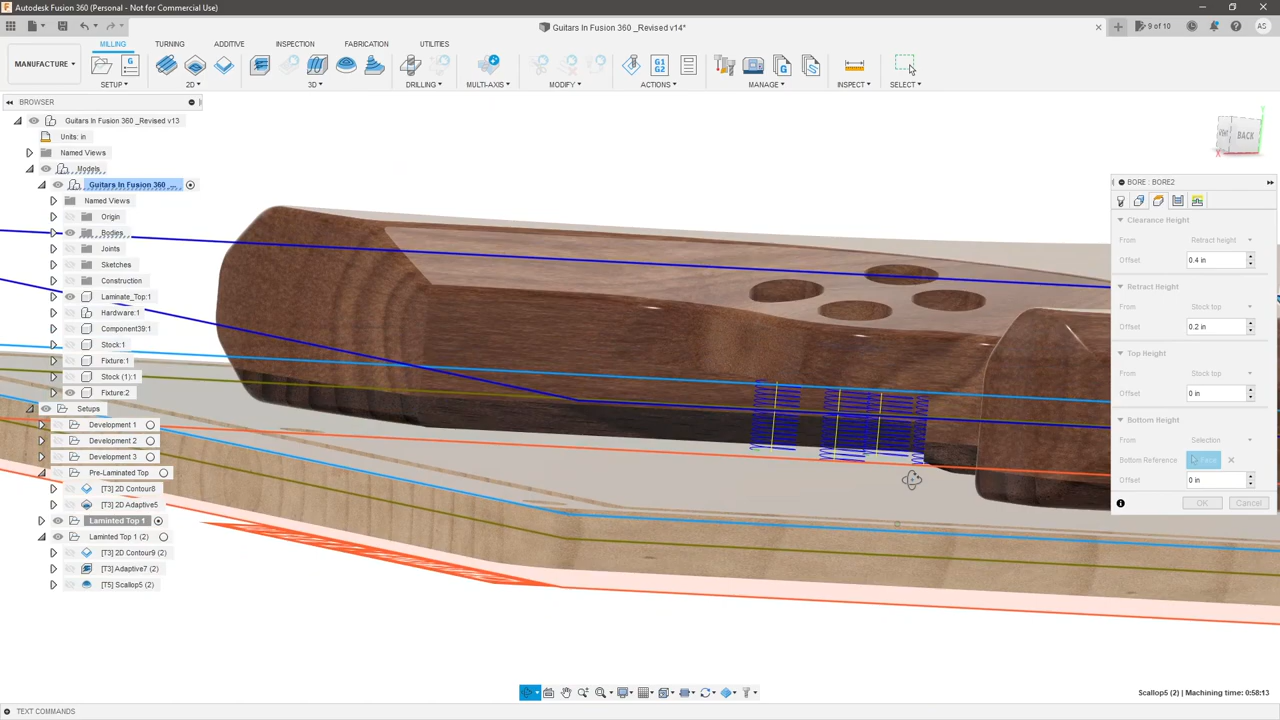 Autodesk Fusion 360 (Personal - Not for Commercial Use)
Guitars In Fusion 360 _Revised v14*
9 of 10
AS
MILLING
TURNING
ADDITIVE
INSPECTION
FABRICATION
UTILITIES
MANUFACTURE
G1
G2
SETUP
2D
3D
DRILLING
MULTI-AXIS
MODIFY
ACTIONS
MANAGE
INSPECT
SELECT
BROWSER
Guitars In Fusion 360 _Revised v13
Units: in
Named Views
Models
Guitars In Fusion 360 _...
Named Views
Origin
Bodies
Joints
Sketches
Construction
Laminate_Top:1
Hardware:1
Component39:1
Stock:1
Fixture:1
Stock (1):1
Fixture:2
Setups
Development 1
Development 2
Development 3
Pre-Laminated Top
[T3] 2D Contour8
[T3] 2D Adaptive5
Laminted Top 1
Laminted Top 1 (2)
[T3] 2D Contour9 (2)
[T3] Adaptive7 (2)
[T5] Scallop5 (2)
BACK
BORE : BORE2
Clearance Height
From
Retract height
Offset
0.4 in
Retract Height
From
Stock top
Offset
0.2 in
Top Height
From
Stock top
Offset
0 in
Bottom Height
From
Selection
Bottom Reference
Face
Offset
0 in
OK
Cancel
Scallop5 (2) | Machining time: 0:58:13
TEXT COMMANDS